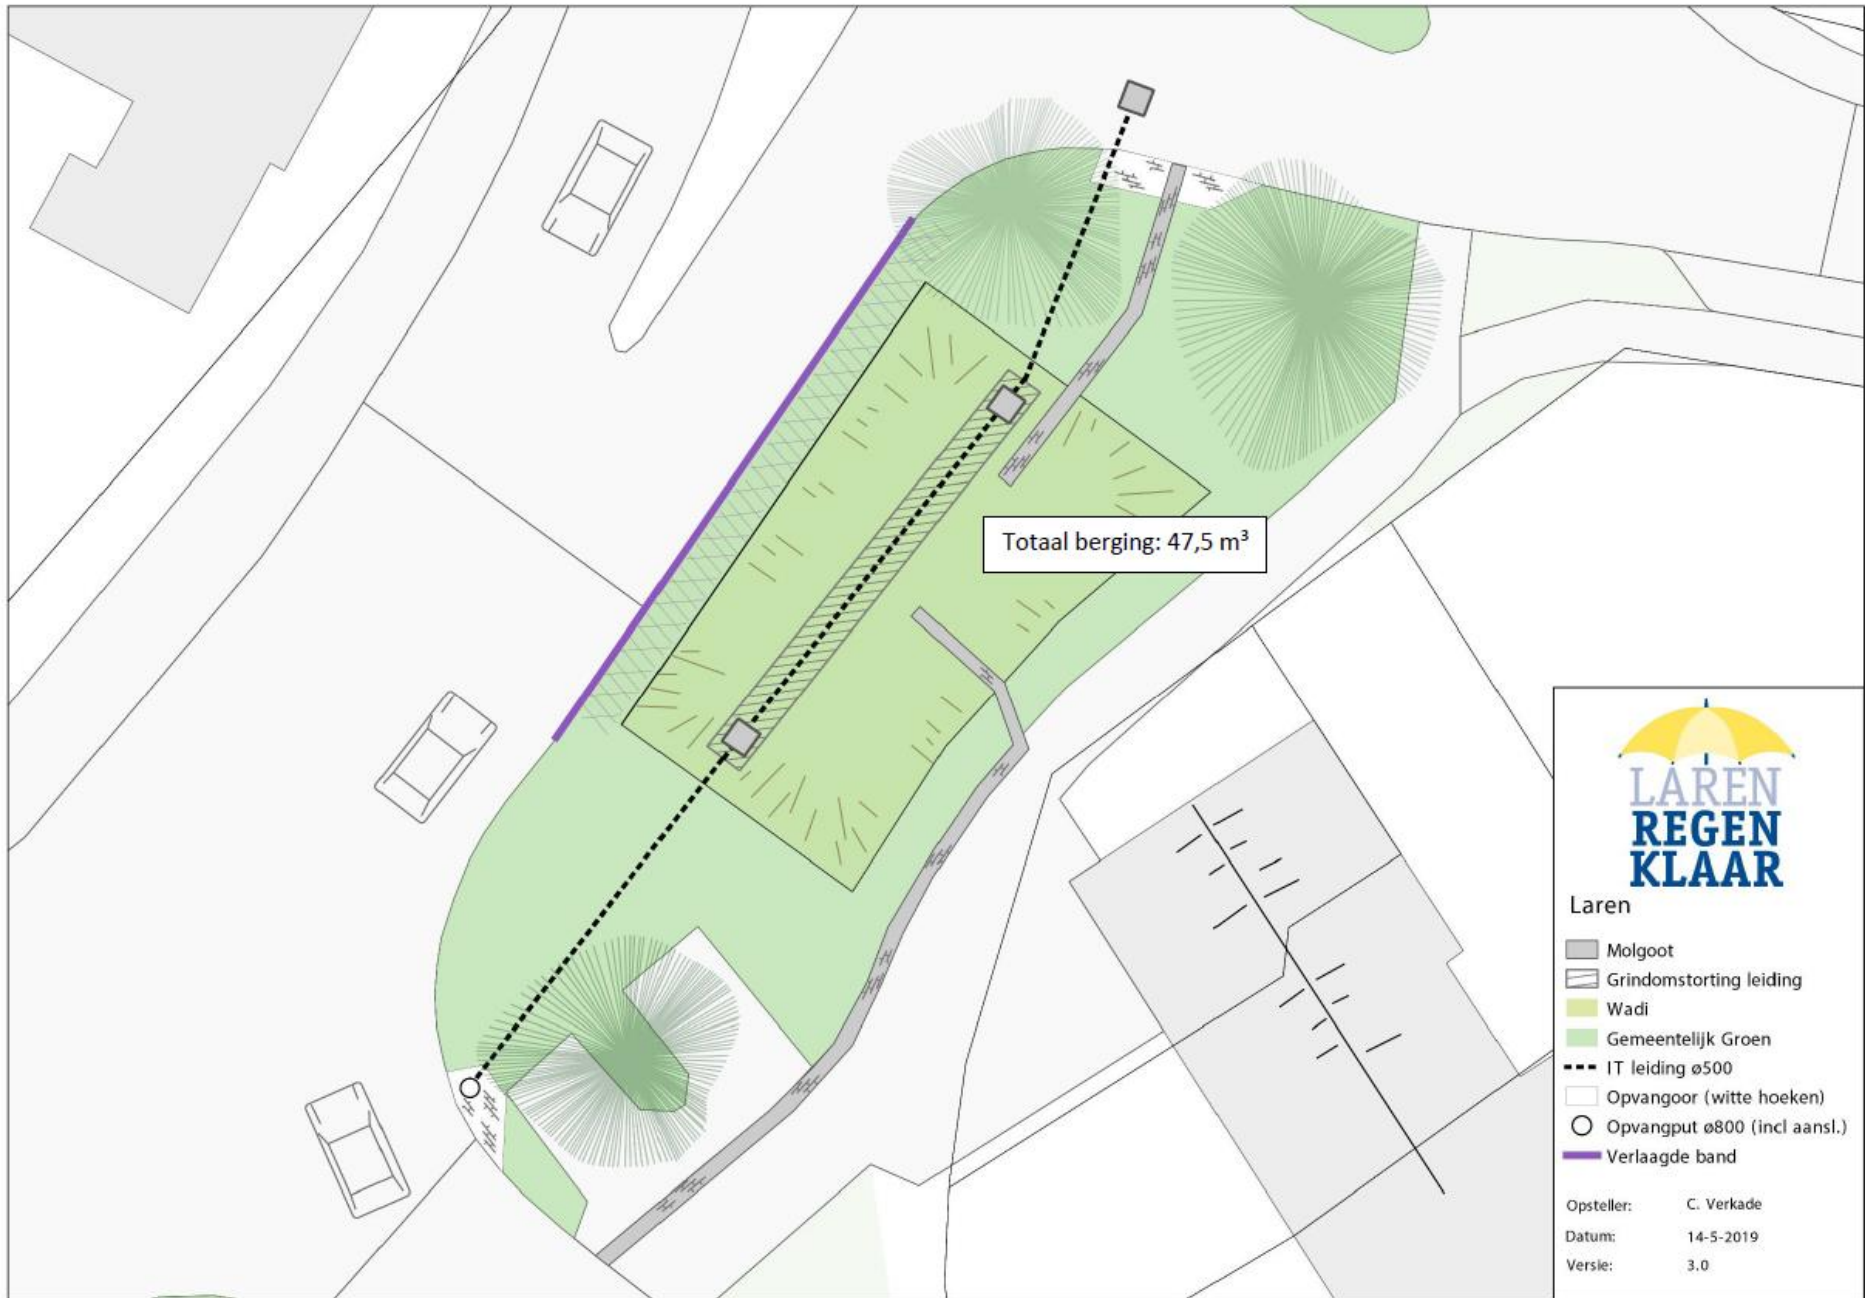 Totaal berging: 47,5 m³
LAREN
REGEN
KLAAR
Laren
Molgoot
Grindomstorting leiding
Wadi
Gemeentelijk Groen
IT leiding ø500
Opvangoor (witte hoeken)
Opvangput ø800 (incl aansl.)
Verlaagde band
Opsteller: C. Verkade
Datum: 14-5-2019
Versie: 3.0